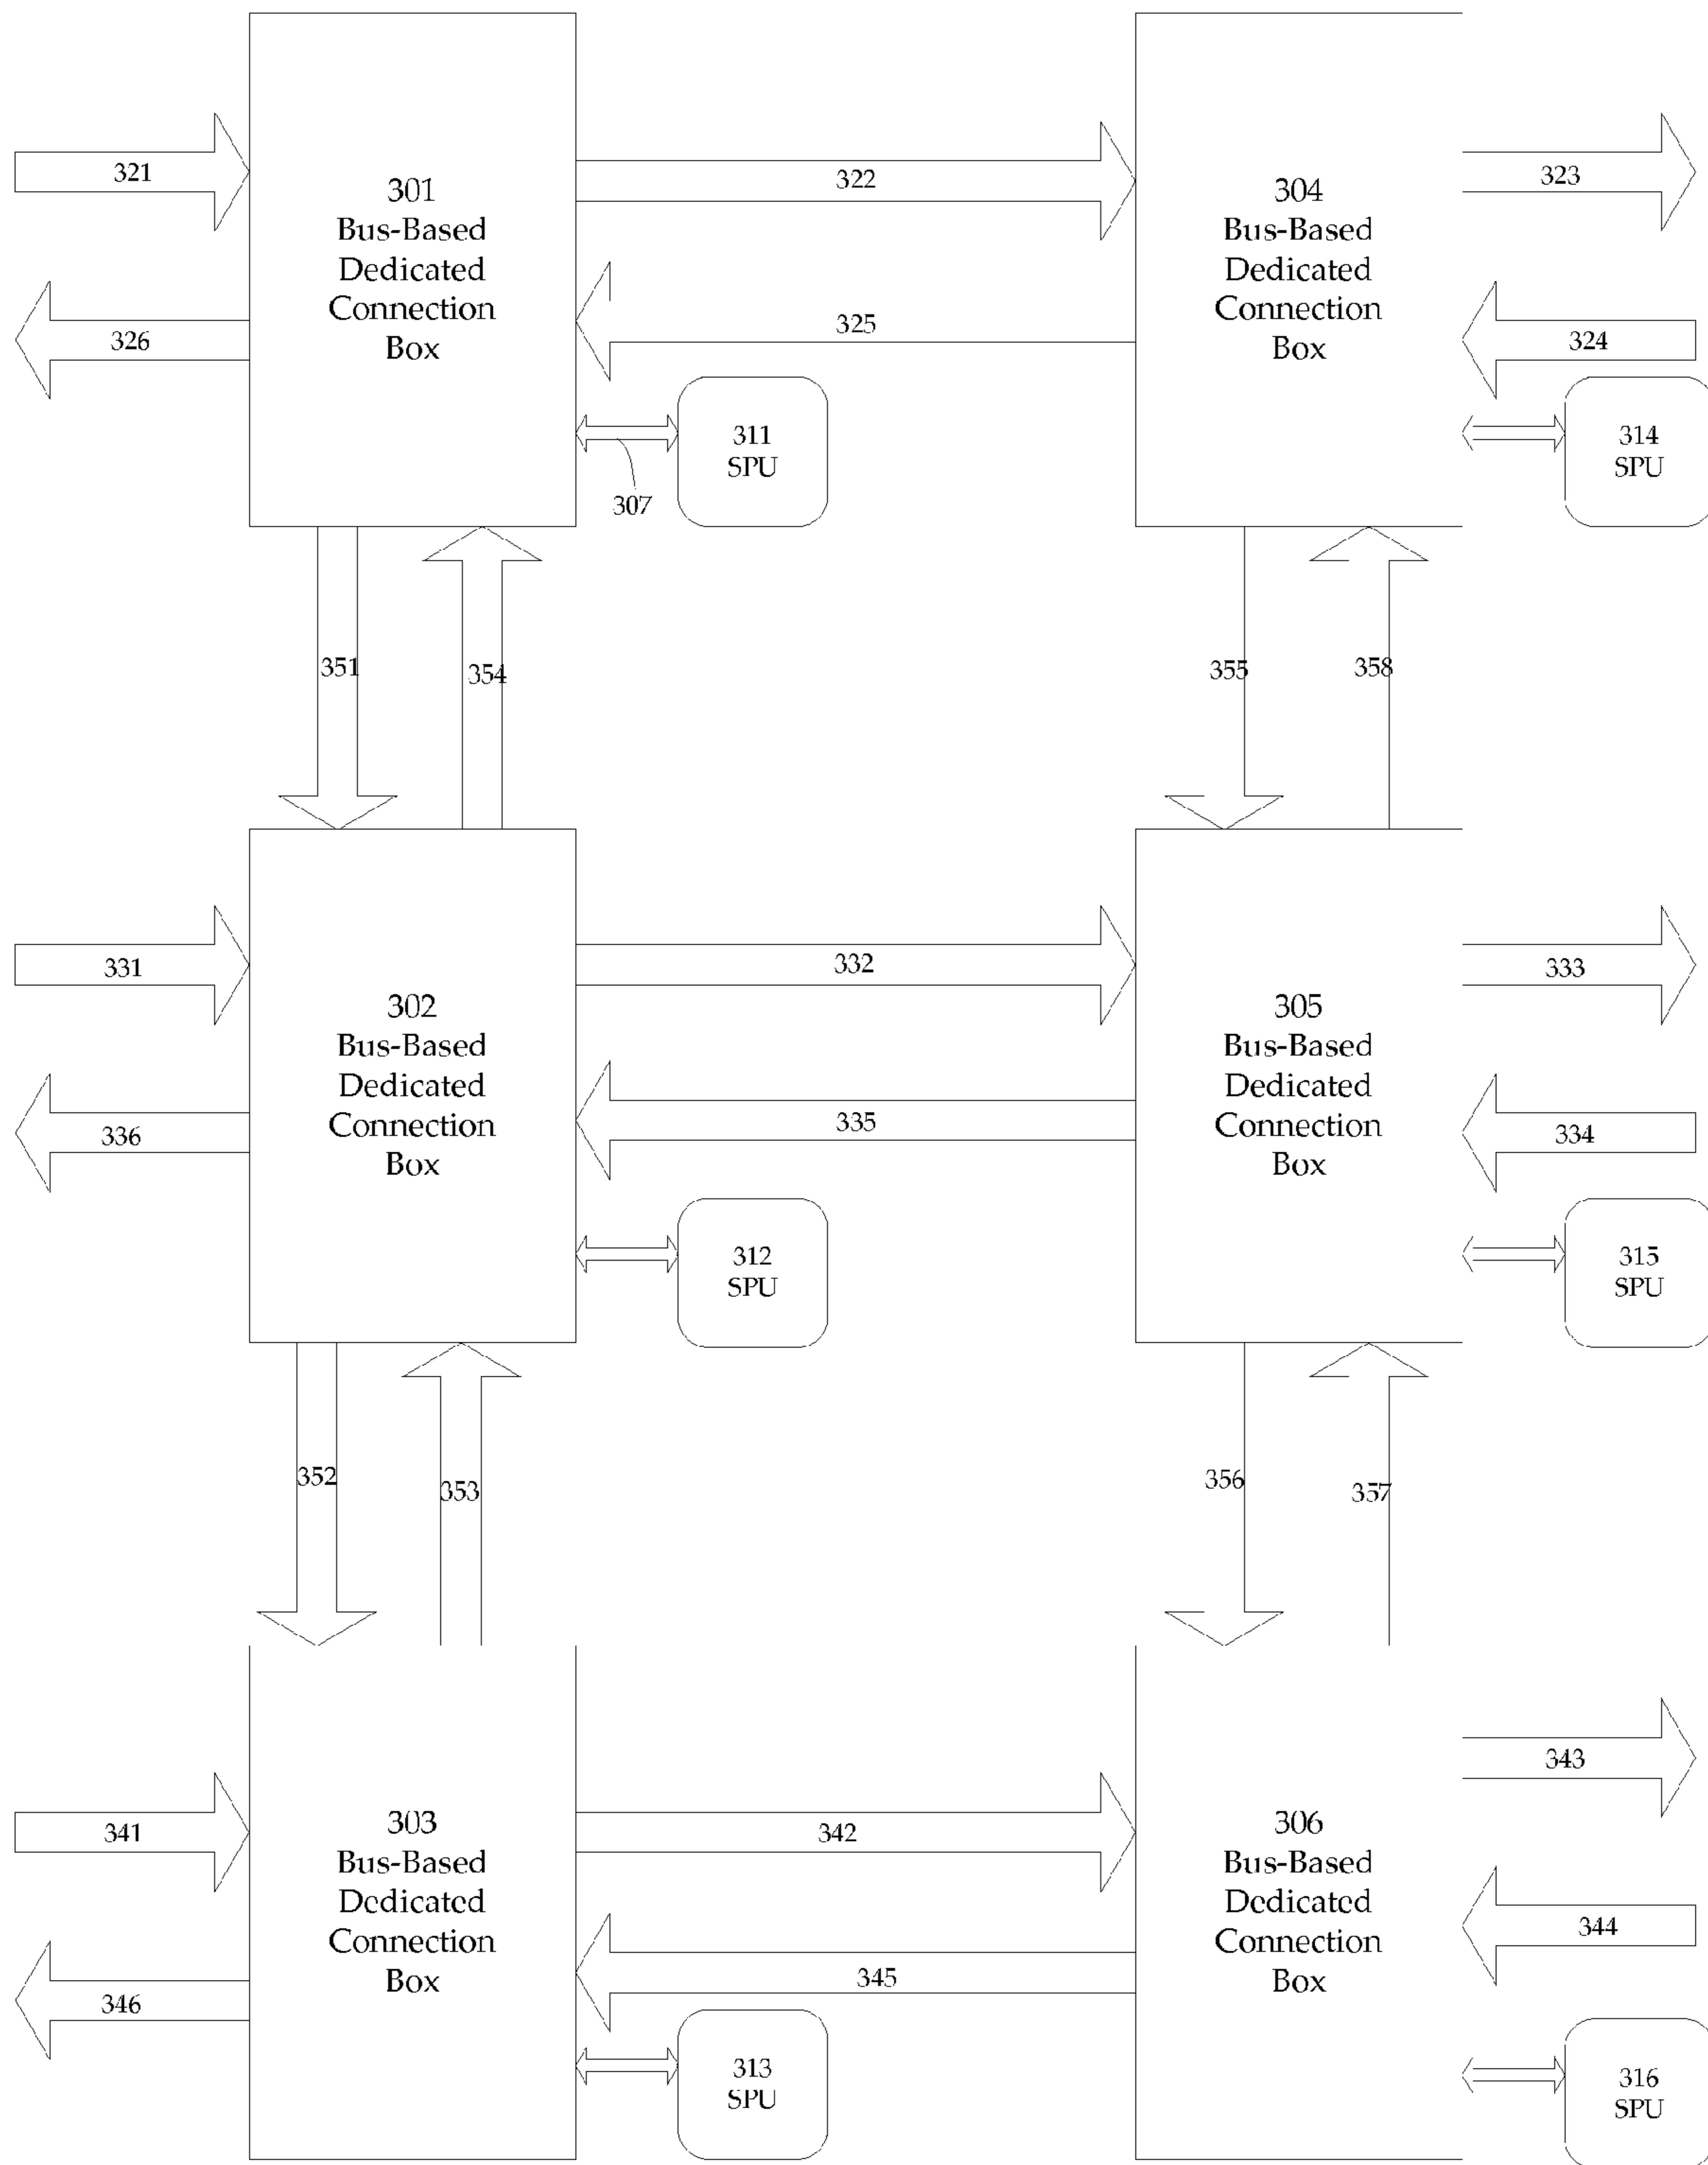 321
301
Bus-Based
Dedicated
Connection
Box
322
304
Bus-Based
Dedicated
Connection
Box
323
326
325
324
311
SPU
307
314
SPU
351
354
355
358
331
302
Bus-Based
Dedicated
Connection
Box
332
305
Bus-Based
Dedicated
Connection
Box
333
336
335
334
312
SPU
315
SPU
352
353
356
357
341
303
Bus-Based
Dedicated
Connection
Box
342
306
Bus-Based
Dedicated
Connection
Box
343
346
345
344
313
SPU
316
SPU